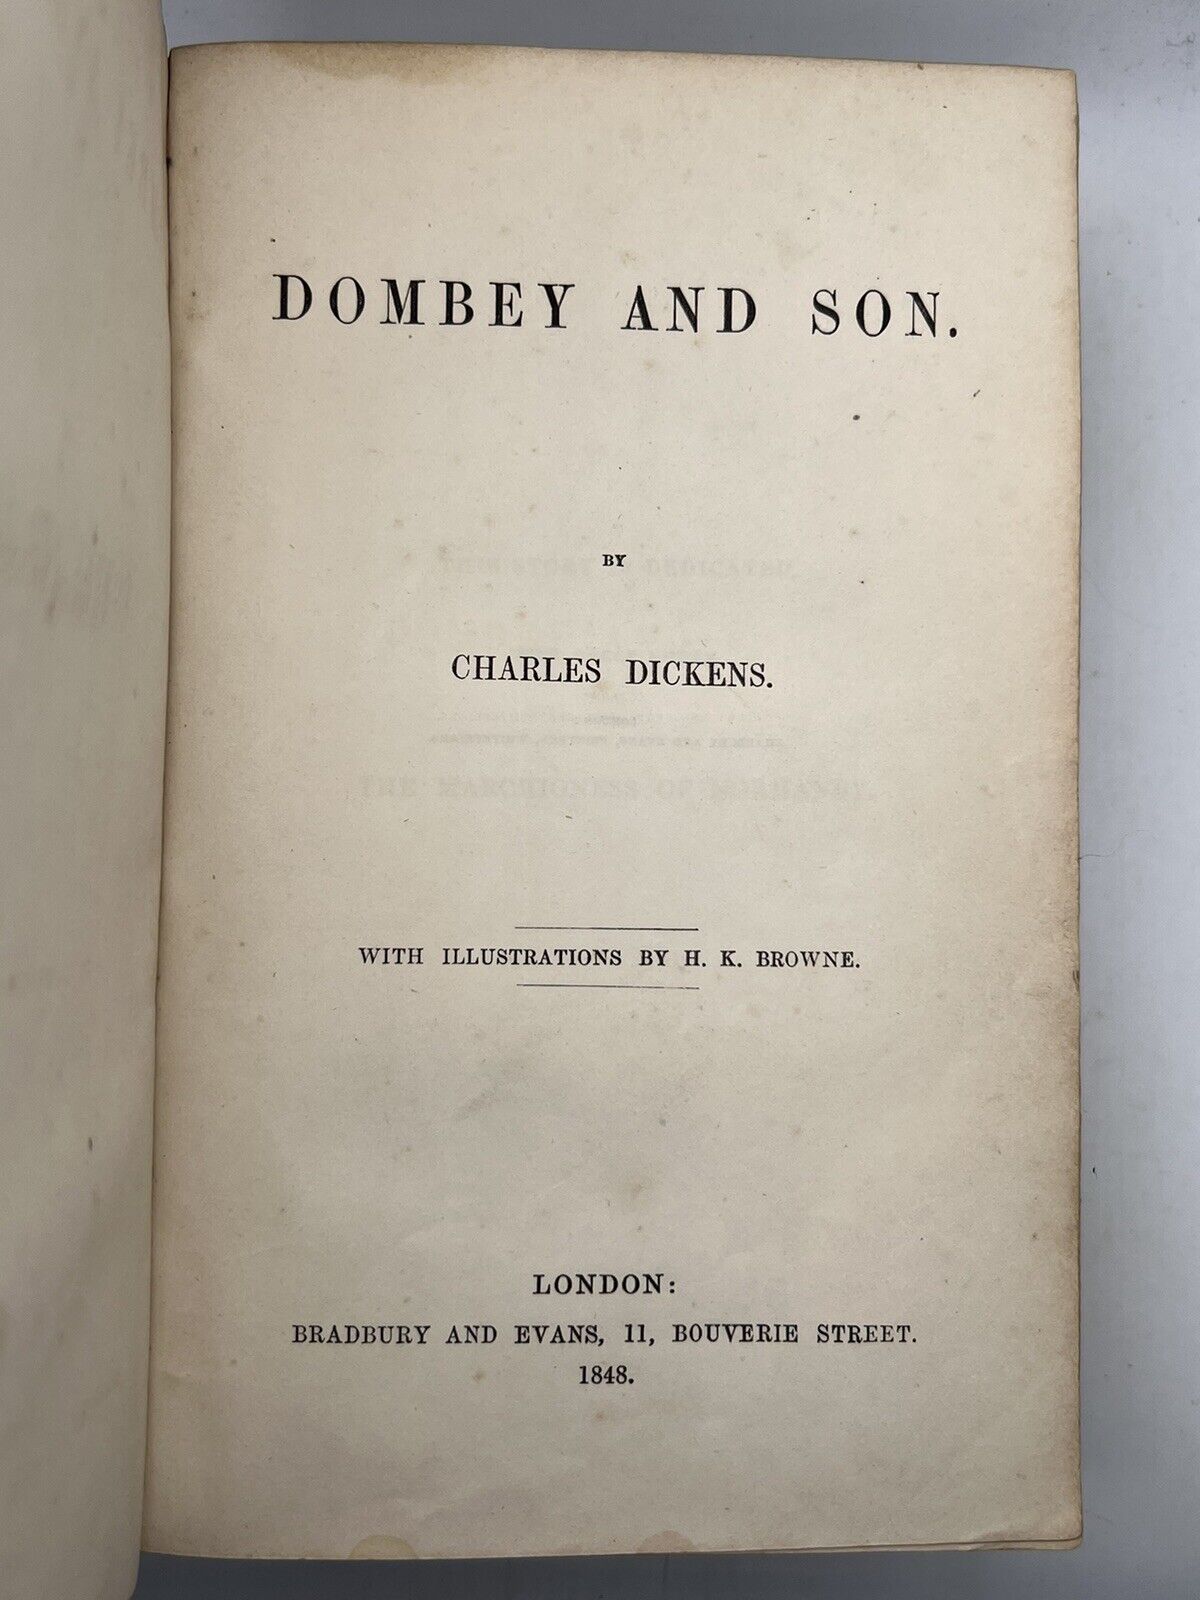 DOMBEY AND SON.
BY
CHARLES DICKENS.
WITH ILLUSTRATIONS BY H. K. BROWNE.
LONDON:
BRADBURY AND EVANS, 11, BOUVERIE STREET.
1848.